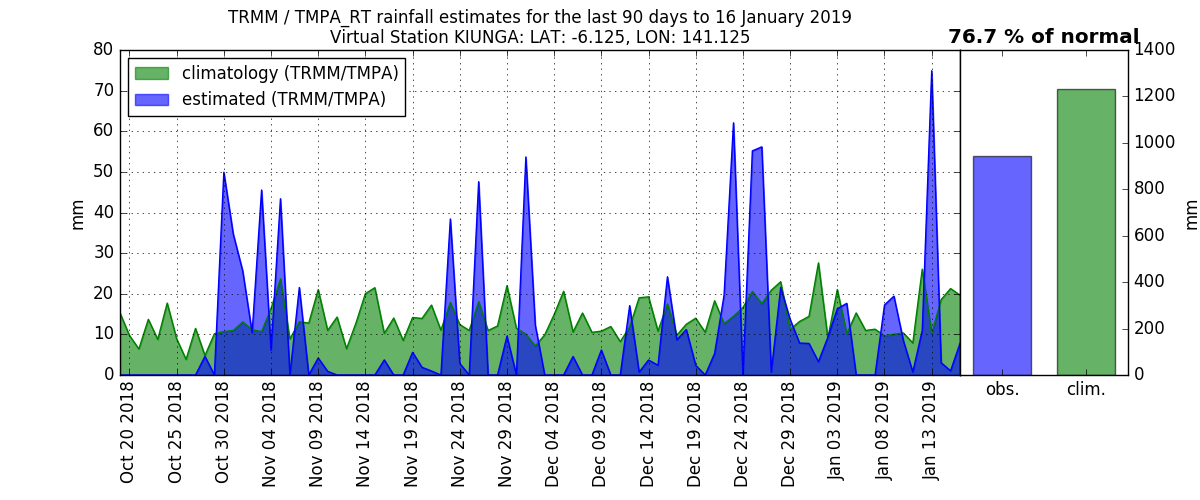 TRMM / TMPA_RT rainfall estimates for the last 90 days to 16 January 2019
Virtual Station KIUNGA: LAT: -6.125, LON: 141.125
76.7 % of normal
climatology (TRMM/TMPA)
estimated (TRMM/TMPA)
mm
80
70
60
50
40
30
20
10
0
Oct 20 2018
Oct 25 2018
Oct 30 2018
Nov 04 2018
Nov 09 2018
Nov 14 2018
Nov 19 2018
Nov 24 2018
Nov 29 2018
Dec 04 2018
Dec 09 2018
Dec 14 2018
Dec 19 2018
Dec 24 2018
Dec 29 2018
Jan 03 2019
Jan 08 2019
Jan 13 2019
obs.
clim.
1400
1200
1000
800
600
400
200
0
mm